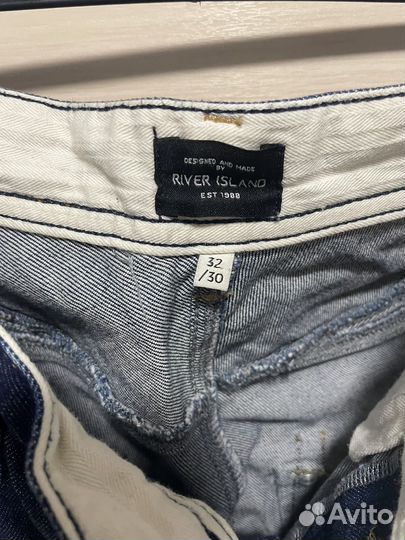 DESIGNED AND MADE
BY
RIVER ISLAND
EST 1988
32
/30
Avito